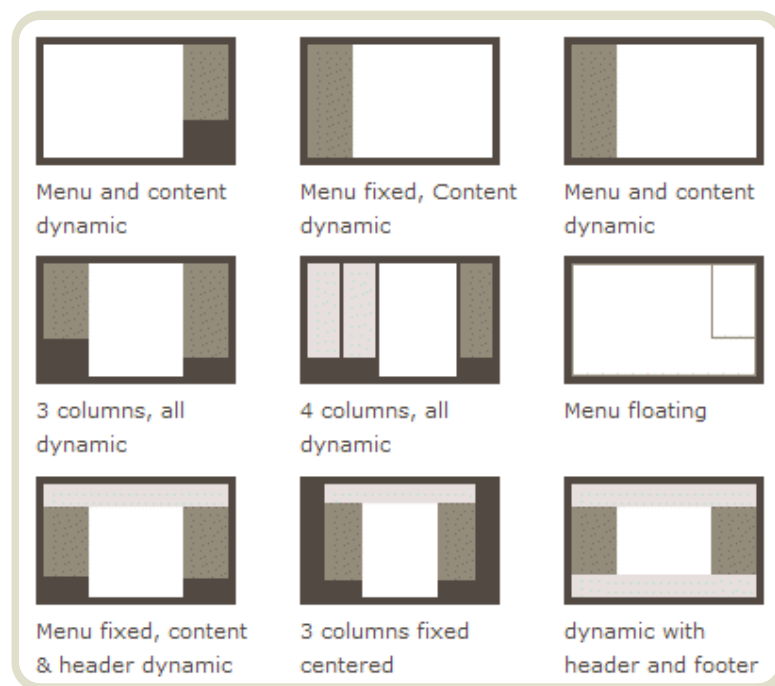 Menu and content
dynamic
Menu fixed, Content
dynamic
Menu and content
dynamic
3 columns, all
dynamic
4 columns, all
dynamic
Menu floating
Menu fixed, content
& header dynamic
3 columns fixed
centered
dynamic with
header and footer